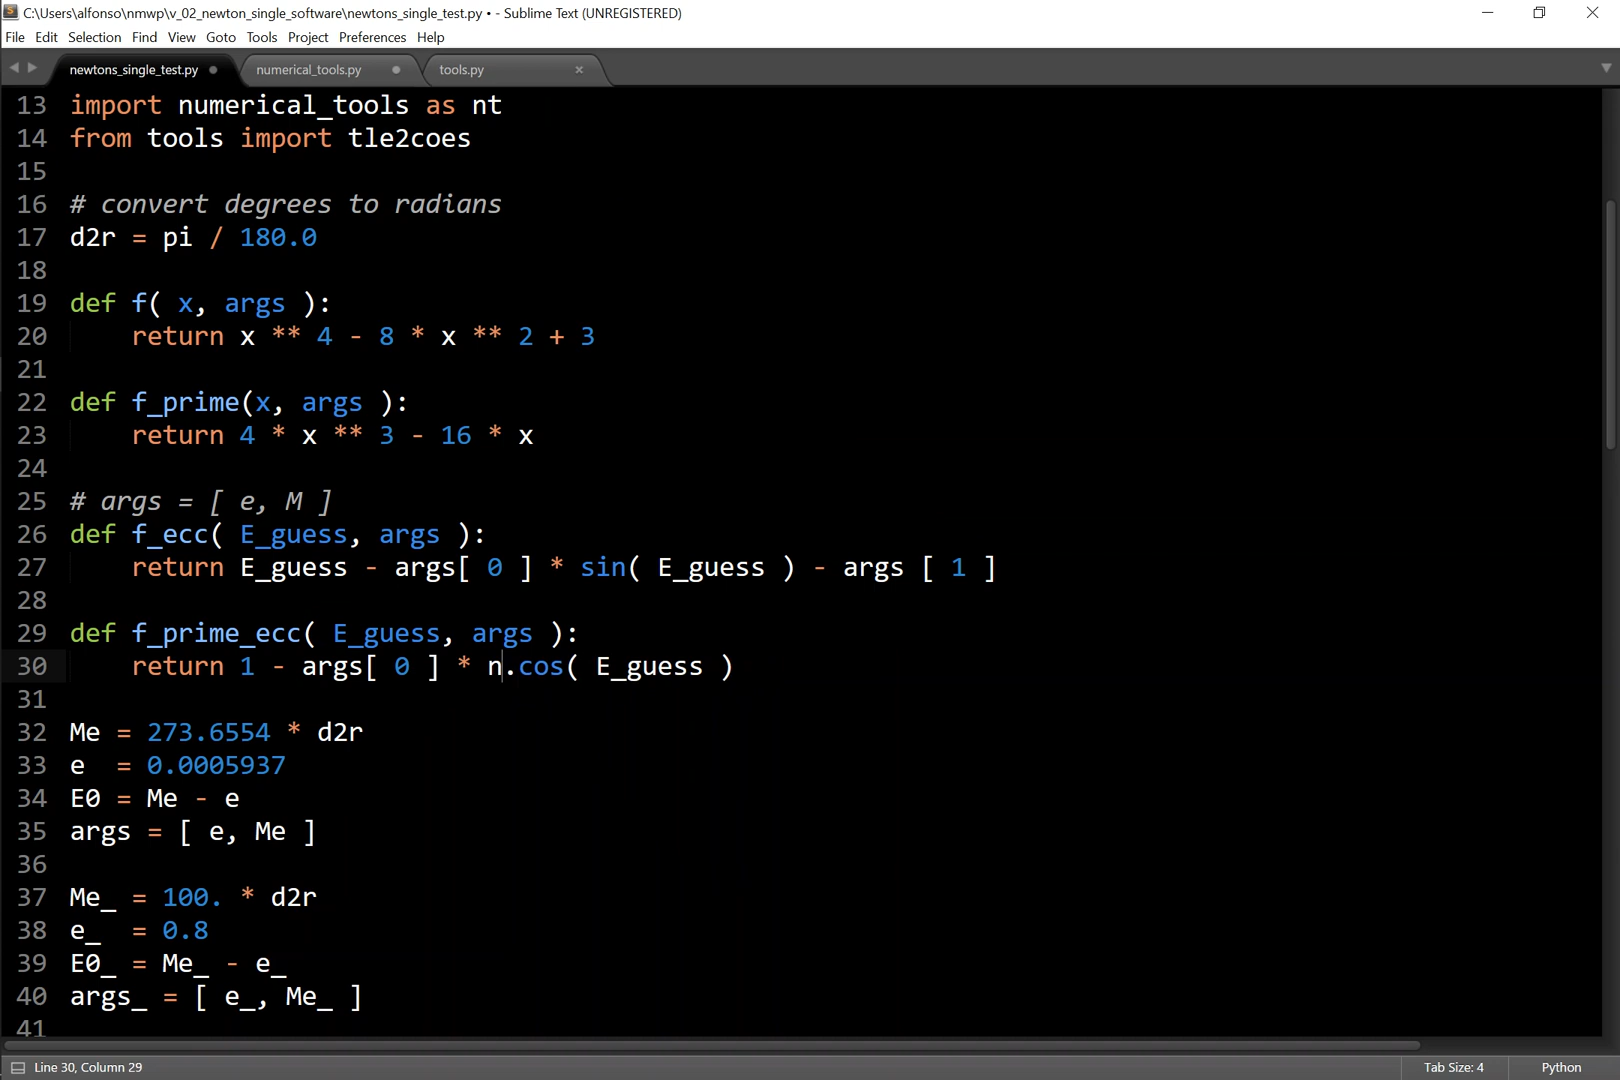 C:\Users\alfonso\nmwp\v_02_newton_single_software\newtons_single_test.py • - Sublime Text (UNREGISTERED)
File Edit Selection Find View Goto Tools Project Preferences Help
newtons_single_test.py numerical_tools.py tools.py
13 import numerical_tools as nt
14 from tools import tle2coes
15
16 # convert degrees to radians
17 d2r = pi / 180.0
18
19 def f( x, args ):
20     return x ** 4 - 8 * x ** 2 + 3
21
22 def f_prime(x, args ):
23     return 4 * x ** 3 - 16 * x
24
25 # args = [ e, M ]
26 def f_ecc( E_guess, args ):
27     return E_guess - args[ 0 ] * sin( E_guess ) - args [ 1 ]
28
29 def f_prime_ecc( E_guess, args ):
30     return 1 - args[ 0 ] * n.cos( E_guess )
31
32 Me = 273.6554 * d2r
33 e  = 0.0005937
34 E0 = Me - e
35 args = [ e, Me ]
36
37 Me_ = 100. * d2r
38 e_  = 0.8
39 E0_ = Me_ - e_
40 args_ = [ e_, Me_ ]
41
Line 30, Column 29 Tab Size: 4 Python